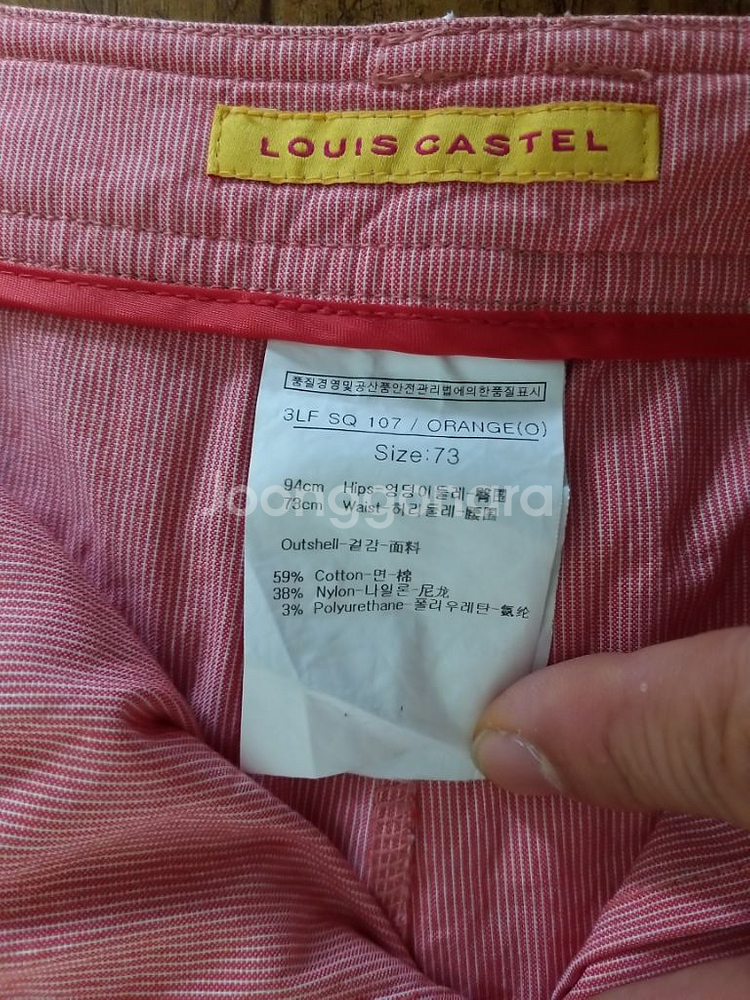 LOUIS CASTEL
품질경영및공산품안전관리법에의한품질표시
3LF SQ 107 / ORANGE(O)
Size:73
94cm Hips-엉덩이둘레-臀围
73cm Waist-허리둘레-腰围
Joonggonara
Outshell-겉감-面料
59% Cotton-면-棉
38% Nylon-나일론-尼龙
3% Polyurethane-폴리우레탄-氨纶